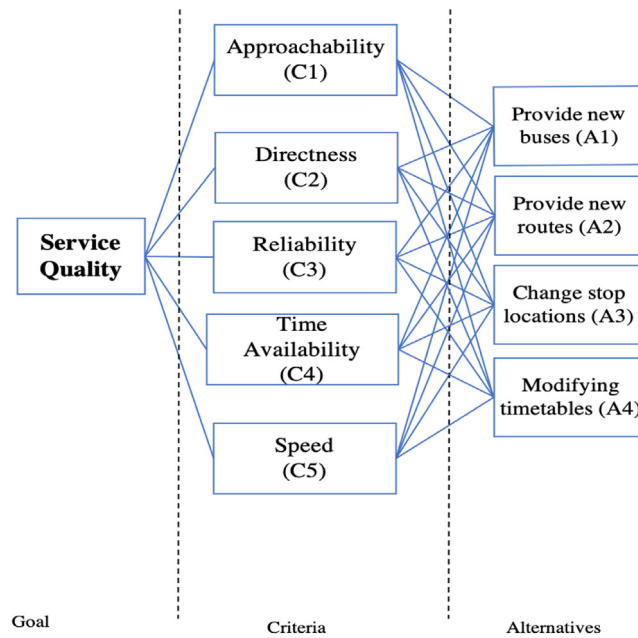 Service
Quality
Approachability
(C1)
Directness
(C2)
Reliability
(C3)
Time
Availability
(C4)
Speed
(C5)
Provide new
buses (A1)
Provide new
routes (A2)
Change stop
locations (A3)
Modifying
timetables (A4)
Goal
Criteria
Alternatives